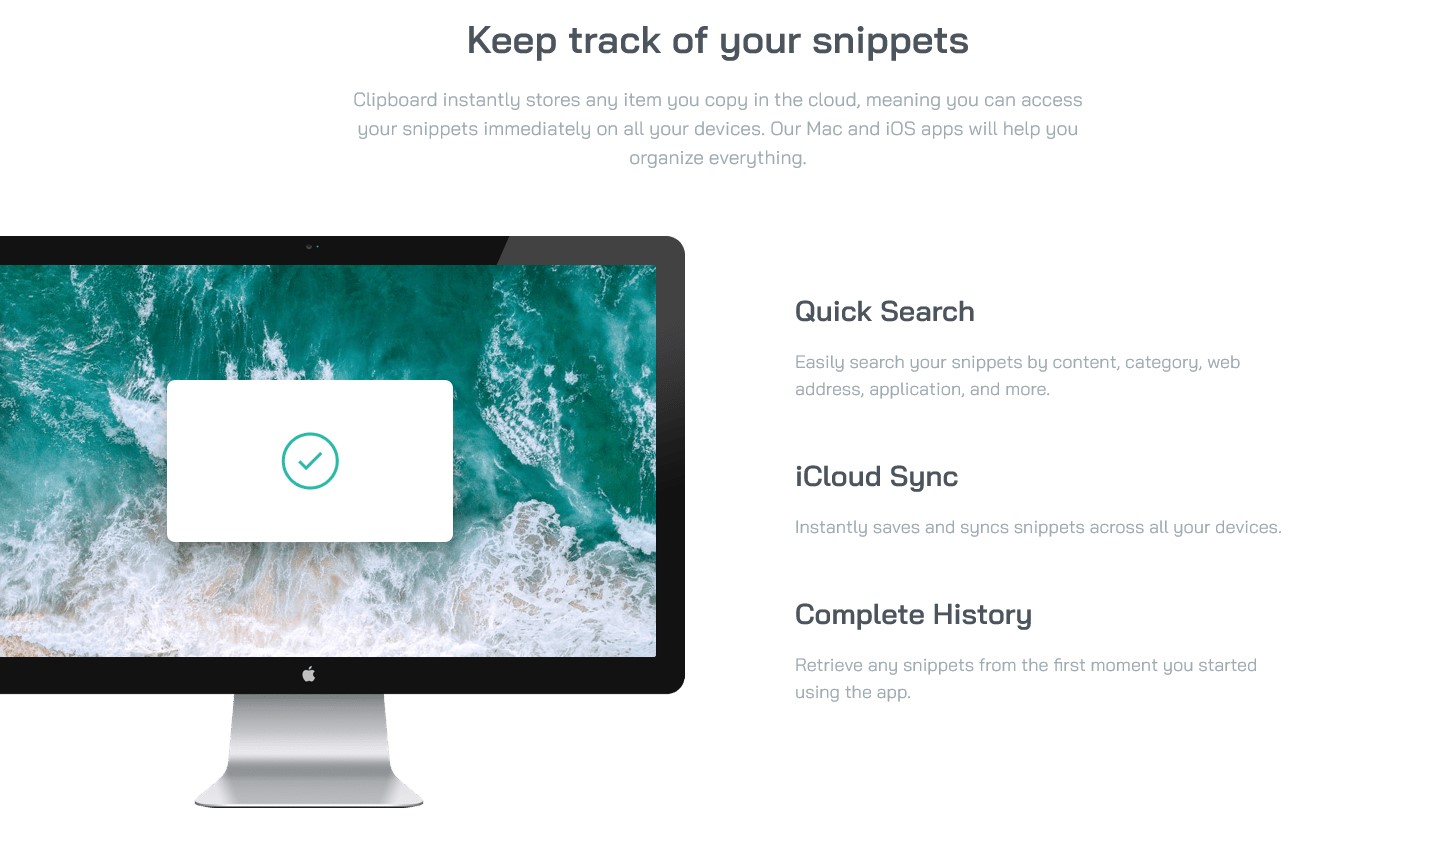 Keep track of your snippets
Clipboard instantly stores any item you copy in the cloud, meaning you can access
your snippets immediately on all your devices. Our Mac and iOS apps will help you
organize everything.
Quick Search
Easily search your snippets by content, category, web
address, application, and more.
iCloud Sync
Instantly saves and syncs snippets across all your devices.
Complete History
Retrieve any snippets from the first moment you started
using the app.